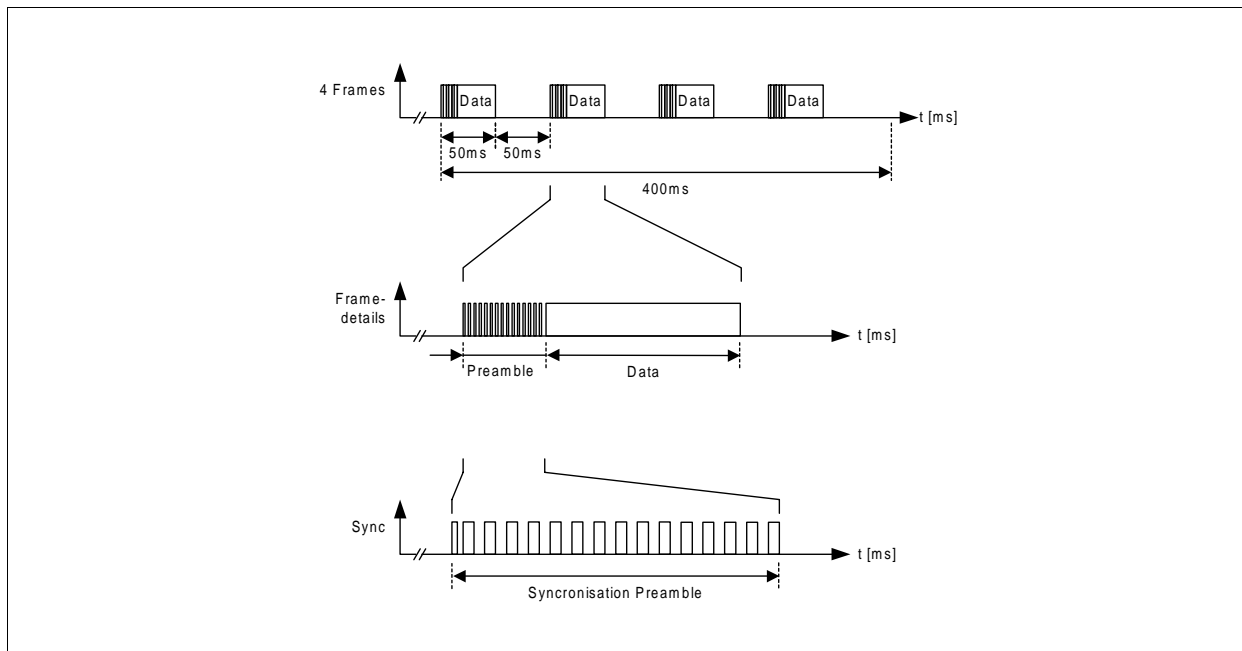 4 Frames
Data
Data
Data
Data
t [ms]
50ms
50ms
400ms
Frame-
details
t [ms]
Preamble
Data
Sync
t [ms]
Syncronisation Preamble